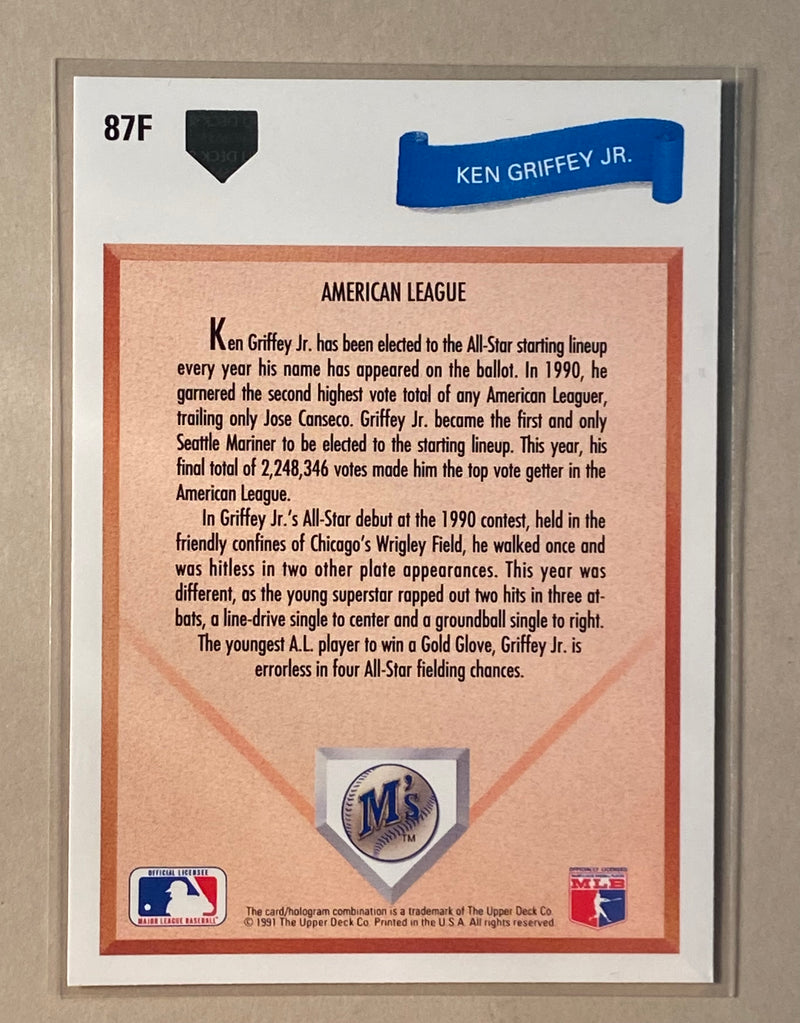 87F
KEN GRIFFEY JR.
AMERICAN LEAGUE
Ken Griffey Jr. has been elected to the All-Star starting lineup
every year his name has appeared on the ballot. In 1990, he
garnered the second highest vote total of any American Leaguer,
trailing only Jose Canseco. Griffey Jr. became the first and only
Seattle Mariner to be elected to the starting lineup. This year, his
final total of 2,248,346 votes made him the top vote getter in the
American League.
In Griffey Jr.'s All-Star debut at the 1990 contest, held in the
friendly confines of Chicago's Wrigley Field, he walked once and
was hitless in two other plate appearances. This year was
different, as the young superstar rapped out two hits in three at-
bats, a line-drive single to center and a groundball single to right.
The youngest A.L. player to win a Gold Glove, Griffey Jr. is
errorless in four All-Star fielding chances.
M's
TM
OFFICIAL LICENSEE
MAJOR LEAGUE BASEBALL
OFFICIALLY LICENSED
MLB
The card/hologram combination is a trademark of The Upper Deck Co.
© 1991 The Upper Deck Co. Printed in the U.S.A. All rights reserved.